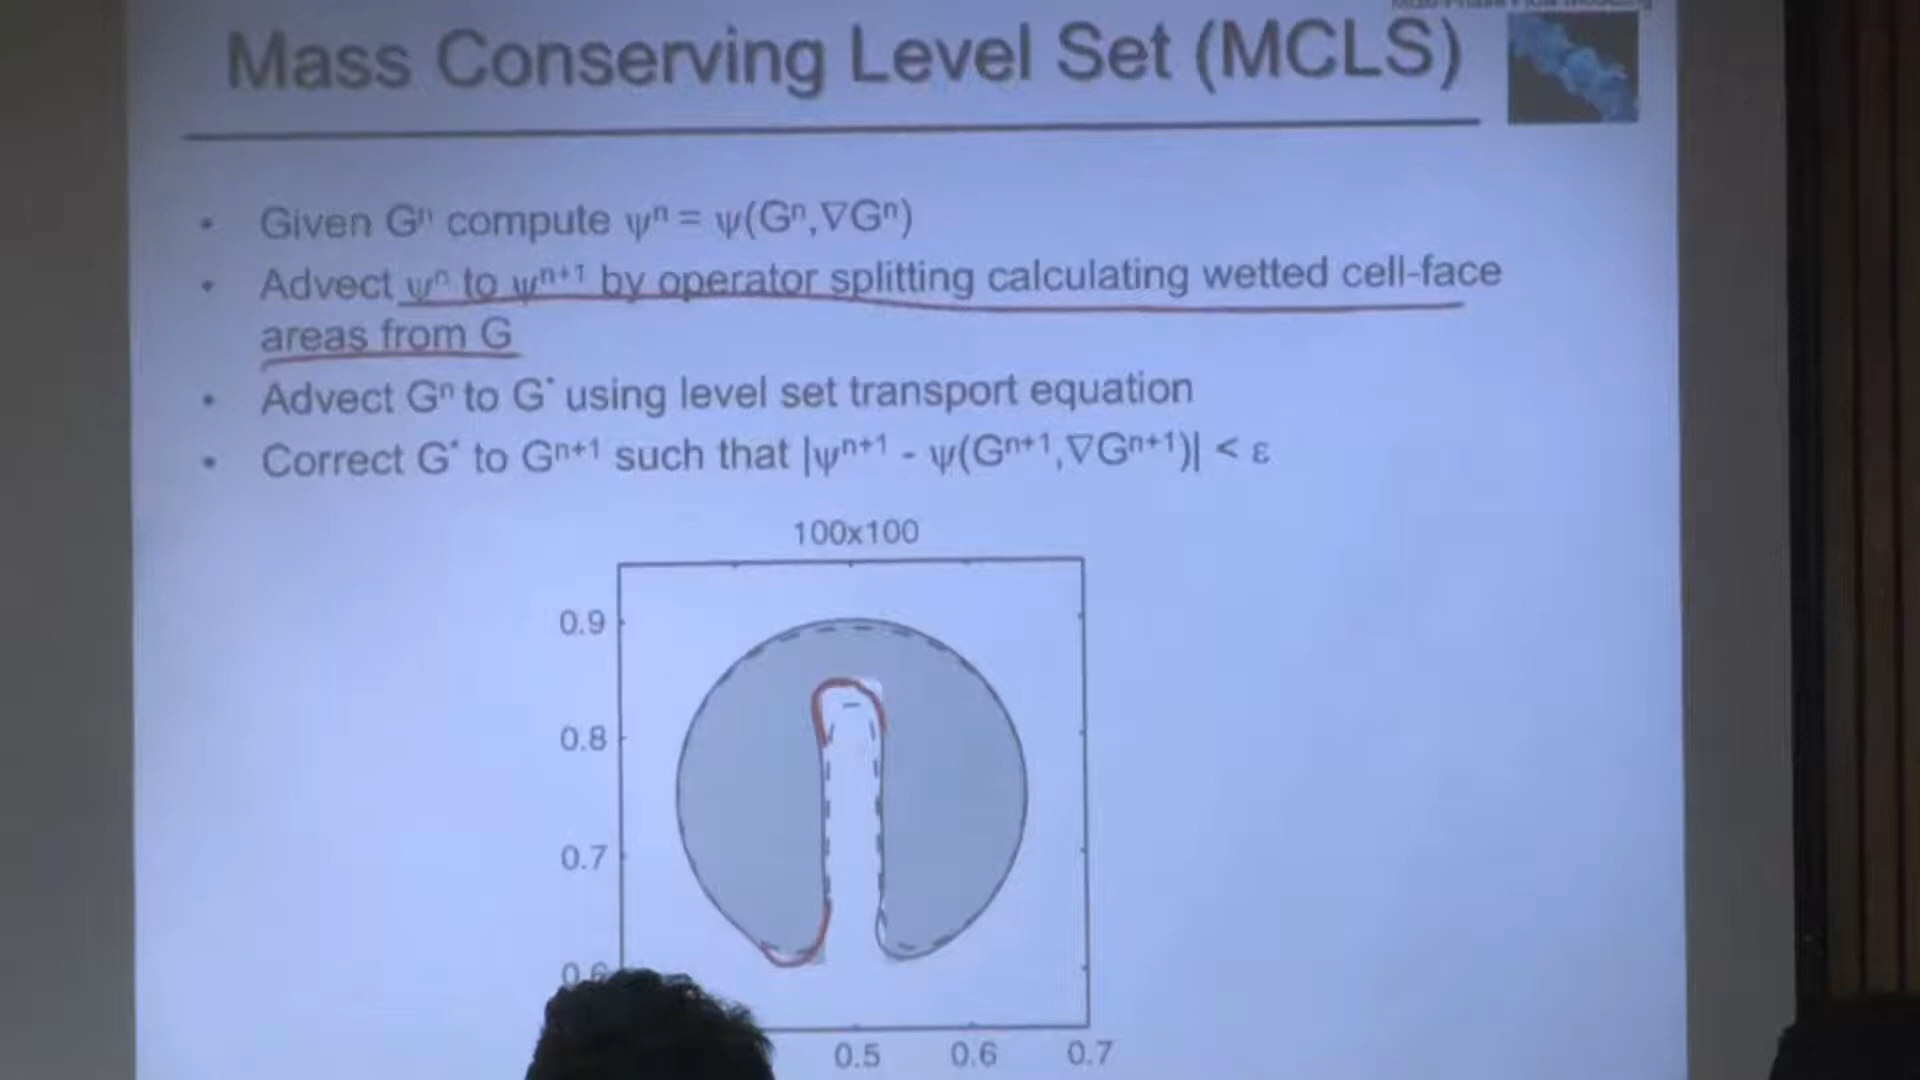 Mass Conserving Level Set (MCLS)
• Given Gⁿ compute ψⁿ = ψ(Gⁿ,∇Gⁿ)
• Advect ψⁿ to ψⁿ⁺¹ by operator splitting calculating wetted cell-face
areas from G
• Advect Gⁿ to G* using level set transport equation
• Correct G* to Gⁿ⁺¹ such that |ψⁿ⁺¹ - ψ(Gⁿ⁺¹,∇Gⁿ⁺¹)| < ε
100x100
0.9
0.8
0.7
0.6
0.5 0.6 0.7